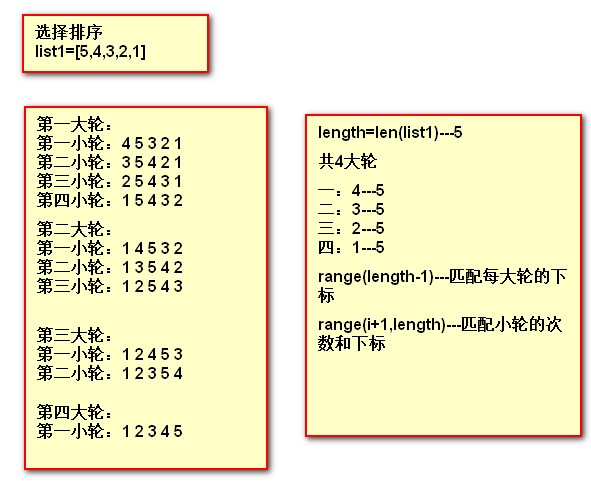 选择排序
list1=[5,4,3,2,1]
第一大轮：
第一小轮：4 5 3 2 1
第二小轮：3 5 4 2 1
第三小轮：2 5 4 3 1
第四小轮：1 5 4 3 2
第二大轮：
第一小轮：1 4 5 3 2
第二小轮：1 3 5 4 2
第三小轮：1 2 5 4 3
第三大轮：
第一小轮：1 2 4 5 3
第二小轮：1 2 3 5 4
第四大轮：
第一小轮：1 2 3 4 5
length=len(list1)---5
共4大轮
一：4---5
二：3---5
三：2---5
四：1---5
range(length-1)---匹配每大轮的下
标
range(i+1,length)---匹配小轮的次
数和下标